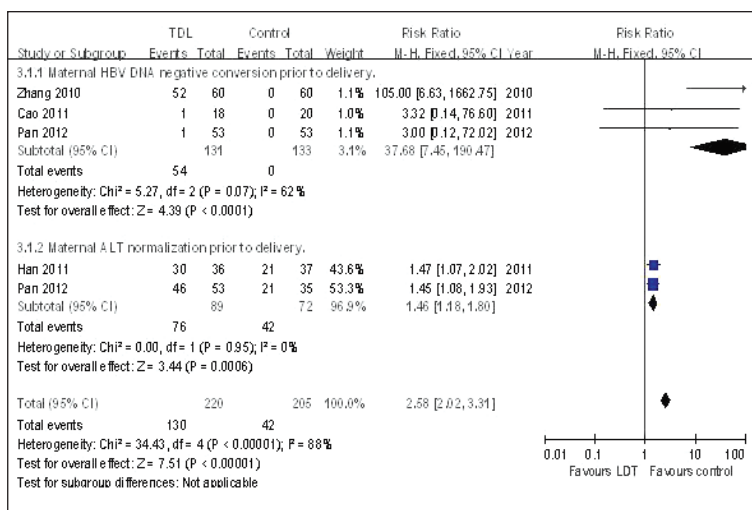 TDL Control Risk Ratio Risk Ratio
Study or Subgroup Events Total Events Total Weight M-H, Fixed, 95% CI Year M-H, Fixed, 95% CI
3.1.1 Maternal HBV DNA negative conversion prior to delivery.
Zhang 2010 52 60 0 60 1.1% 105.00 [6.63, 1662.75] 2010
Cao 2011 1 18 0 20 1.0% 3.32 [0.14, 76.60] 2011
Pan 2012 1 53 0 53 1.1% 3.00 [0.12, 72.02] 2012
Subtotal (95% CI) 131 133 3.1% 37.68 [7.45, 190.47]
Total events 54 0
Heterogeneity: Chi² = 5.27, df = 2 (P = 0.07); I² = 62%
Test for overall effect: Z = 4.39 (P < 0.0001)
3.1.2 Maternal ALT normalization prior to delivery.
Han 2011 30 36 21 37 43.6% 1.47 [1.07, 2.02] 2011
Pan 2012 46 53 21 35 53.3% 1.45 [1.08, 1.93] 2012
Subtotal (95% CI) 89 72 96.9% 1.46 [1.18, 1.80]
Total events 76 42
Heterogeneity: Chi² = 0.00, df = 1 (P = 0.95); I² = 0%
Test for overall effect: Z = 3.44 (P = 0.0006)
Total (95% CI) 220 205 100.0% 2.58 [2.02, 3.31]
Total events 130 42
Heterogeneity: Chi² = 34.43, df = 4 (P < 0.00001); I² = 88%
Test for overall effect: Z = 7.51 (P < 0.00001)
Test for subgroup differences: Not applicable
0.01 0.1 1 10 100
Favours LDT Favours control